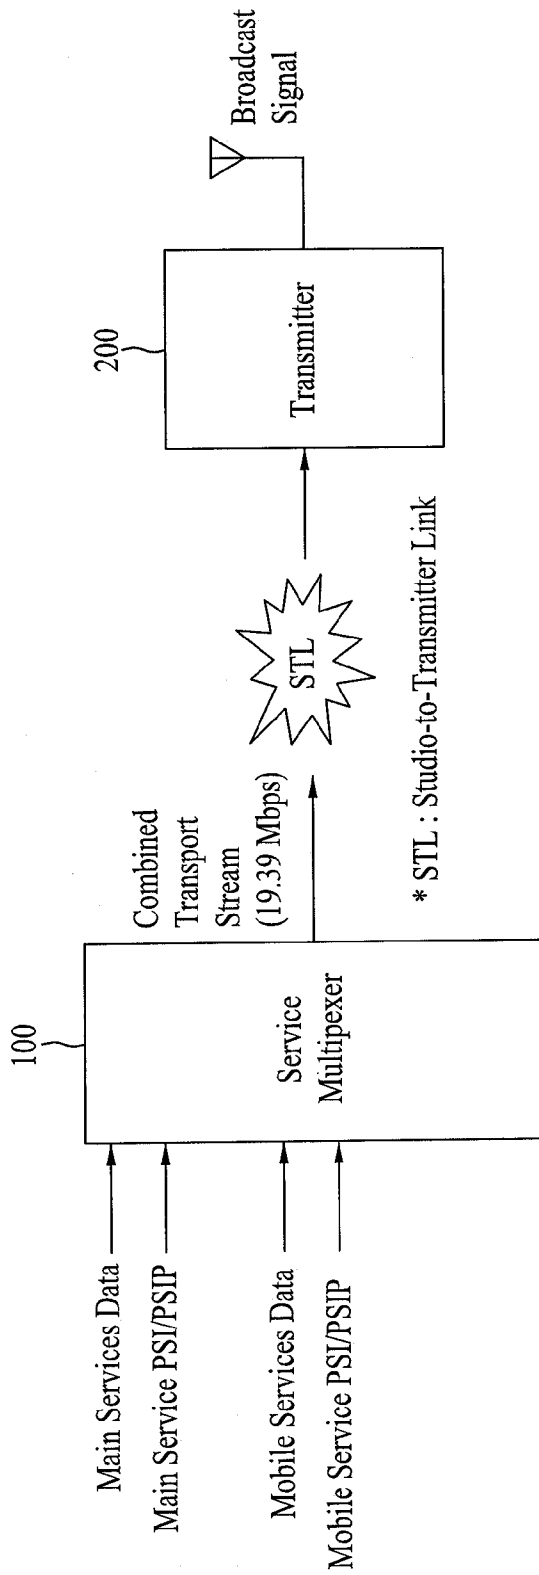 Main Services Data
Main Service PSI/PSIP
Mobile Services Data
Mobile Service PSI/PSIP
100
Service
Multipexer
Combined
Transport
Stream
(19.39 Mbps)
STL
* STL : Studio-to-Transmitter Link
200
Transmitter
Broadcast
Signal